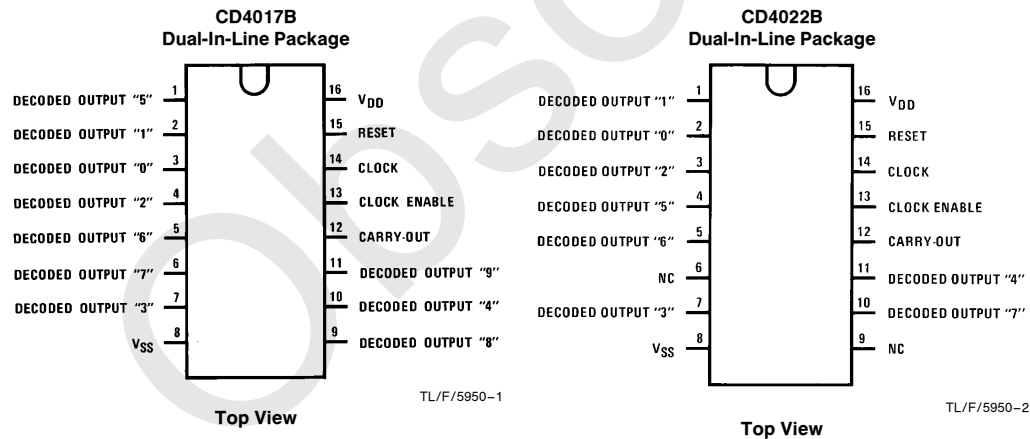 CD4017B
Dual-In-Line Package
DECODED OUTPUT "5" 1
DECODED OUTPUT "1" 2
DECODED OUTPUT "0" 3
DECODED OUTPUT "2" 4
DECODED OUTPUT "6" 5
DECODED OUTPUT "7" 6
DECODED OUTPUT "3" 7
VSS 8
16 VDD
15 RESET
14 CLOCK
13 CLOCK ENABLE
12 CARRY-OUT
11 DECODED OUTPUT "9"
10 DECODED OUTPUT "4"
9 DECODED OUTPUT "8"
TL/F/5950–1
Top View
CD4022B
Dual-In-Line Package
DECODED OUTPUT "1" 1
DECODED OUTPUT "0" 2
DECODED OUTPUT "2" 3
DECODED OUTPUT "5" 4
DECODED OUTPUT "6" 5
NC 6
DECODED OUTPUT "3" 7
VSS 8
16 VDD
15 RESET
14 CLOCK
13 CLOCK ENABLE
12 CARRY-OUT
11 DECODED OUTPUT "4"
10 DECODED OUTPUT "7"
9 NC
TL/F/5950–2
Top View
Obso